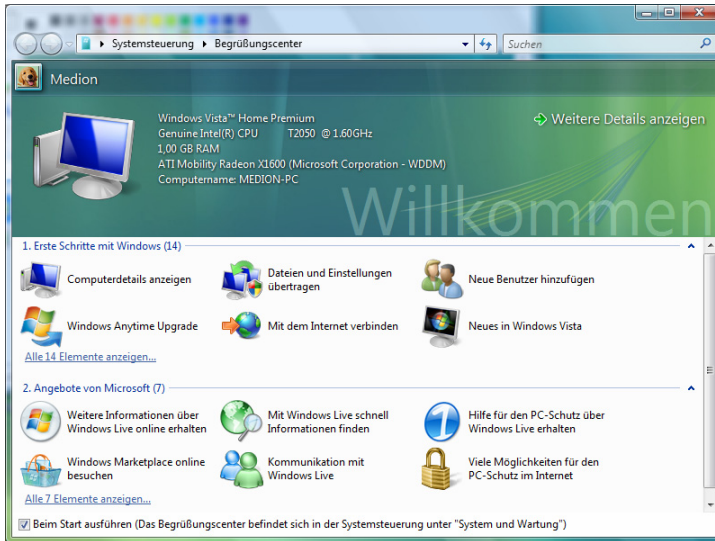 Systemsteuerung ▸ Begrüßungscenter
Suchen
Medion
Windows Vista™ Home Premium
Genuine Intel(R) CPU T2050 @ 1.60GHz
1,00 GB RAM
ATI Mobility Radeon X1600 (Microsoft Corporation - WDDM)
Computername: MEDION-PC
Weitere Details anzeigen
Willkommen
1. Erste Schritte mit Windows (14)
Computerdetails anzeigen
Dateien und Einstellungen
übertragen
Neue Benutzer hinzufügen
Windows Anytime Upgrade
Mit dem Internet verbinden
Neues in Windows Vista
Alle 14 Elemente anzeigen...
2. Angebote von Microsoft (7)
Weitere Informationen über
Windows Live online erhalten
Mit Windows Live schnell
Informationen finden
Hilfe für den PC-Schutz über
Windows Live erhalten
Windows Marketplace online
besuchen
Kommunikation mit
Windows Live
Viele Möglichkeiten für den
PC-Schutz im Internet
Alle 7 Elemente anzeigen...
Beim Start ausführen (Das Begrüßungscenter befindet sich in der Systemsteuerung unter "System und Wartung")